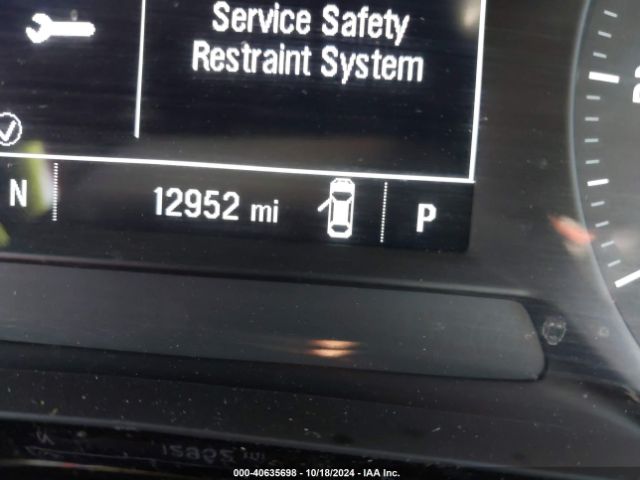 Service Safety
Restraint System
N 12952 mi P
000-40635698 - 10/18/2024 - IAA Inc.